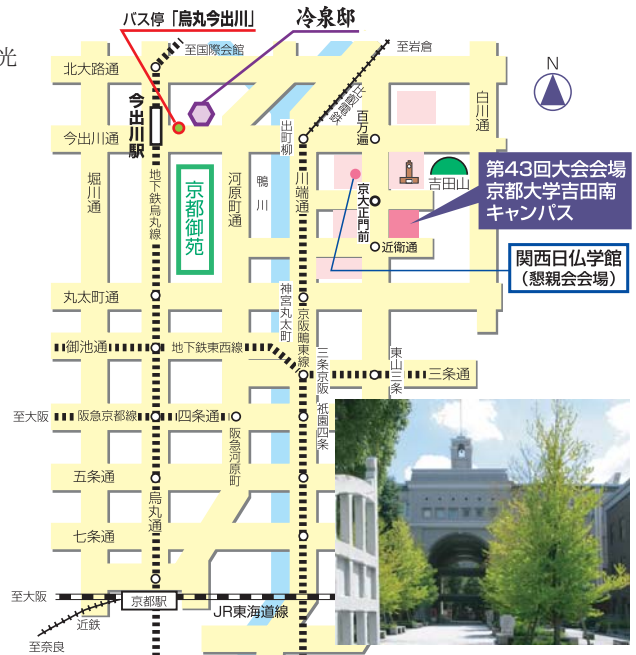 光
バス停「烏丸今出川」
冷泉邸
至国際会館
至岩倉
N
北大路通
今出川駅
比叡電鉄
百万遍
白川通
今出川通
出町柳
吉田山
第43回大会会場
京都大学吉田南
キャンパス
堀川通
地下鉄烏丸線
京都御苑
河原町通
鴨川
川端通
京大正門前
近衛通
関西日仏学館
（懇親会会場）
丸太町通
神宮丸太町
京阪鴨東線
御池通
地下鉄東西線
三条京阪
東山三条
三条通
至大阪
阪急京都線
四条通
阪急河原町
祇園四条
五条通
烏丸通
七条通
至大阪
京都駅
JR東海道線
近鉄
至奈良